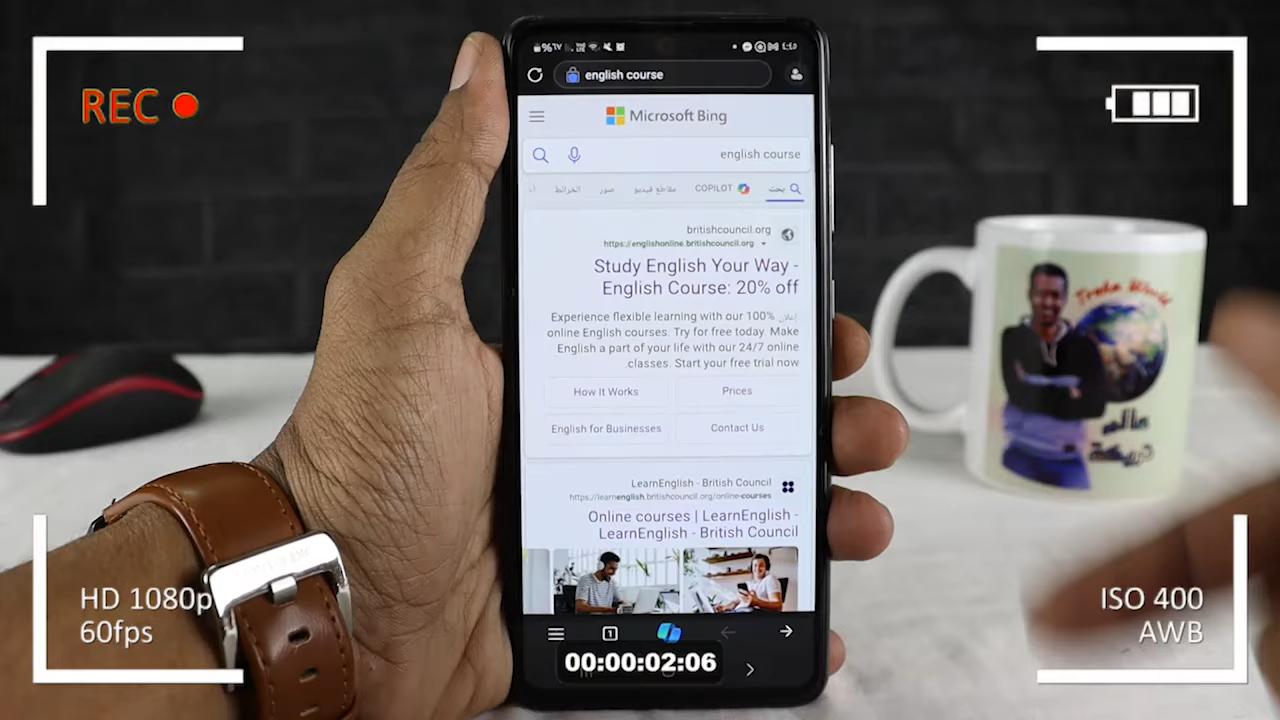 REC
%TV
english course
Microsoft Bing
english course
بحث
COPILOT
مقاطع فيديو
صور
الخرائط
britishcouncil.org
https://englishonline.britishcouncil.org
Study English Your Way -
English Course: 20% off
Experience flexible learning with our 100% إعلان
online English courses. Try for free today. Make
English a part of your life with our 24/7 online
.classes. Start your free trial now
How It Works
Prices
English for Businesses
Contact Us
LearnEnglish - British Council
https://learnenglish.britishcouncil.org/online-courses
Online courses | LearnEnglish -
LearnEnglish - British Council
1
00:00:02:06
HD 1080p
60fps
ISO 400
AWB
World
عالم